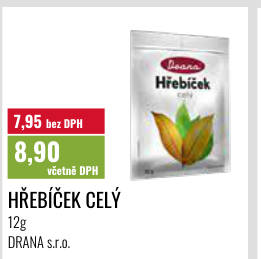 Drana
Hřebíček
celý
7,95 bez DPH
8,90
včetně DPH
HŘEBÍČEK CELÝ
12g
DRANA s.r.o.